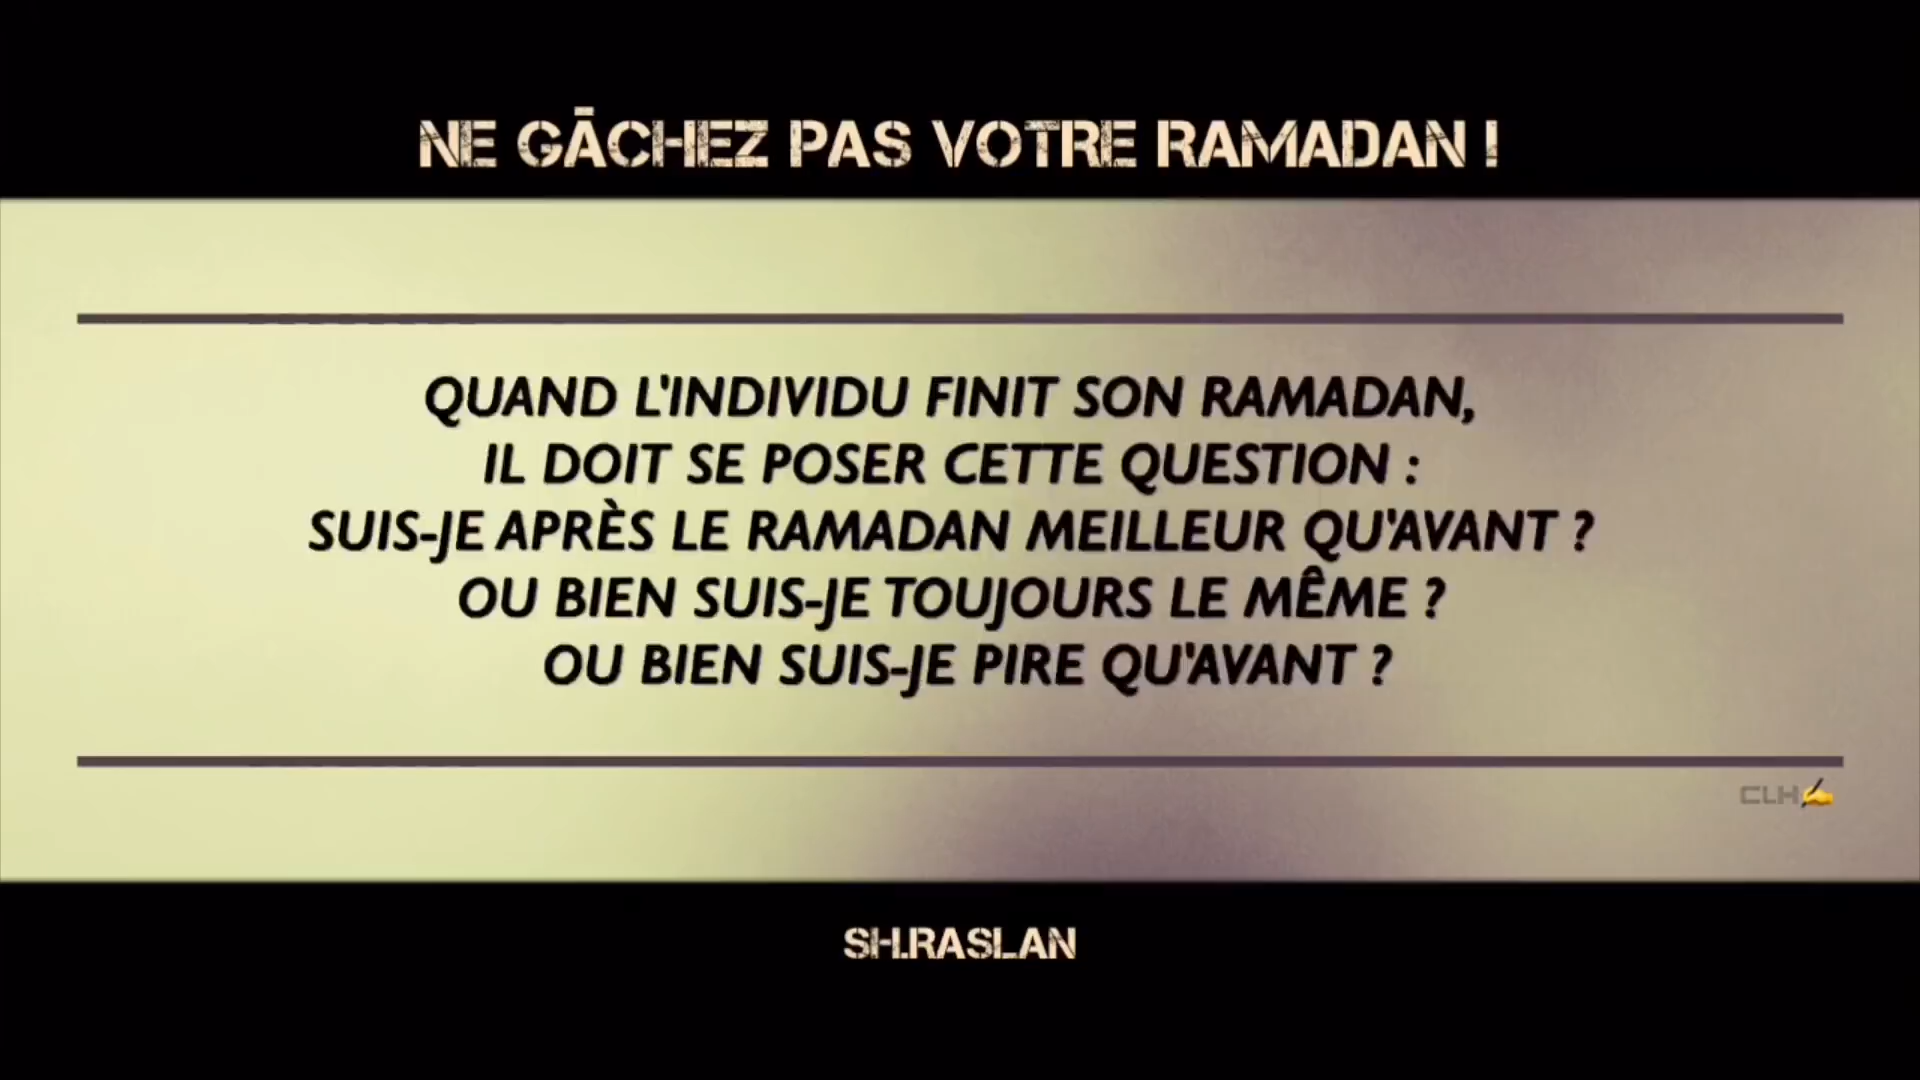 NE GĀCHEZ PAS VOTRE RAMADAN !
QUAND L'INDIVIDU FINIT SON RAMADAN,
IL DOIT SE POSER CETTE QUESTION :
SUIS-JE APRÈS LE RAMADAN MEILLEUR QU'AVANT ?
OU BIEN SUIS-JE TOUJOURS LE MÊME ?
OU BIEN SUIS-JE PIRE QU'AVANT ?
CLH✍
SH.RASLAN